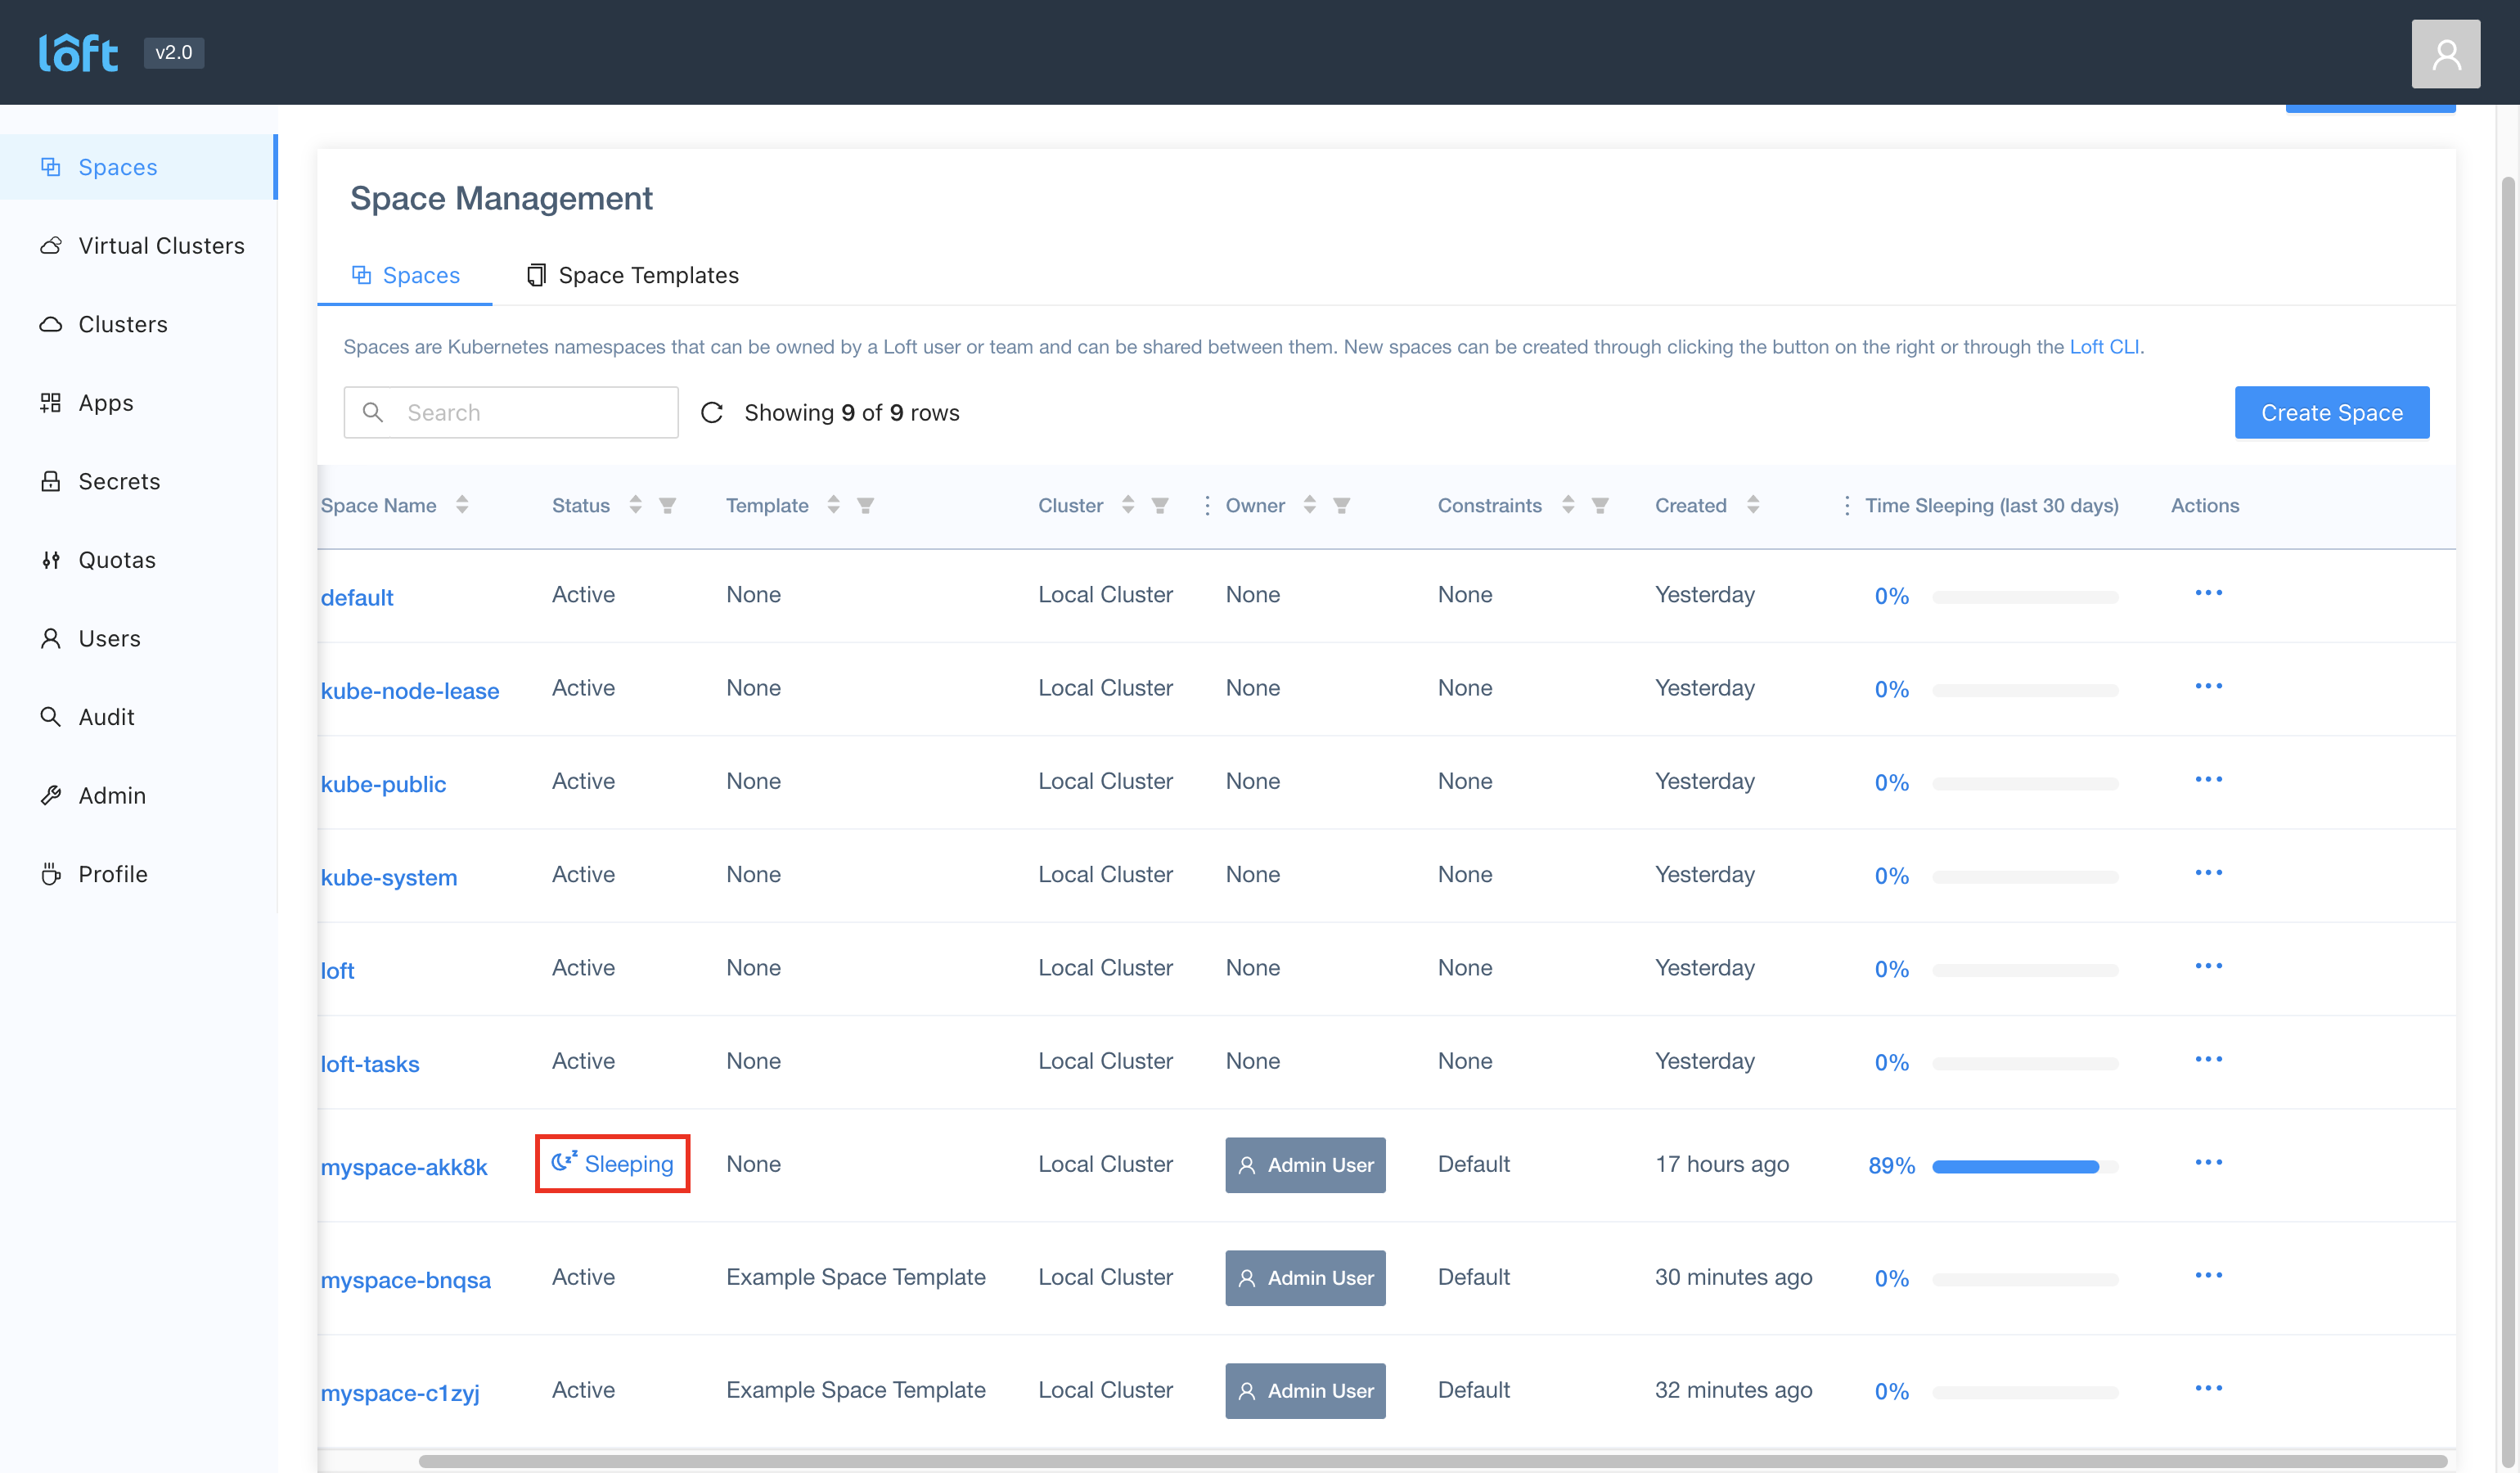 loft v2.0
Spaces
Virtual Clusters
Clusters
Apps
Secrets
Quotas
Users
Audit
Admin
Profile
Space Management
Spaces Space Templates
Spaces are Kubernetes namespaces that can be owned by a Loft user or team and can be shared between them. New spaces can be created through clicking the button on the right or through the Loft CLI.
Search Showing 9 of 9 rows Create Space
Space Name Status Template Cluster Owner Constraints Created Time Sleeping (last 30 days) Actions
default Active None Local Cluster None None Yesterday 0%
kube-node-lease Active None Local Cluster None None Yesterday 0%
kube-public Active None Local Cluster None None Yesterday 0%
kube-system Active None Local Cluster None None Yesterday 0%
loft Active None Local Cluster None None Yesterday 0%
loft-tasks Active None Local Cluster None None Yesterday 0%
myspace-akk8k Sleeping None Local Cluster Admin User Default 17 hours ago 89%
myspace-bnqsa Active Example Space Template Local Cluster Admin User Default 30 minutes ago 0%
myspace-c1zyj Active Example Space Template Local Cluster Admin User Default 32 minutes ago 0%